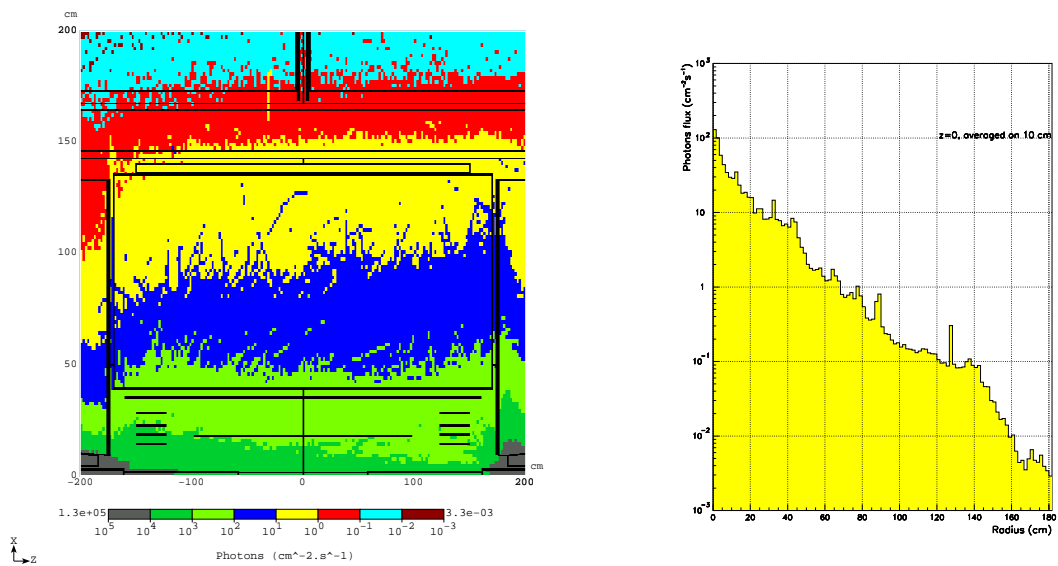 cm
200
150
100
50
0
-200
-100
0
100
200
cm
1.3e+05
3.3e-03
10^5
10^4
10^3
10^2
10^1
10^0
10^-1
10^-2
10^-3
Photons (cm^-2.s^-1)
X
Z
Photons flux (cm^-2 s^-1)
z=0, averaged on 10 cm
10^3
10^2
10
1
10^-1
10^-2
10^-3
0 20 40 60 80 100 120 140 160 180
Radius (cm)